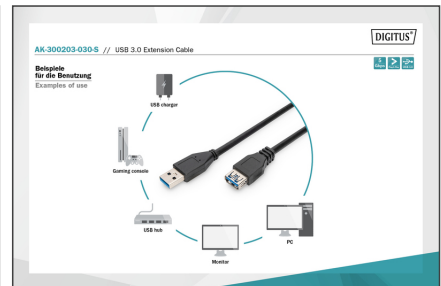 DIGITUS®
AK-300203-030-S // USB 3.0 Extension Cable
Beispiele
für die Benutzung
Examples of use
USB charger
Gaming console
USB hub
Monitor
PC